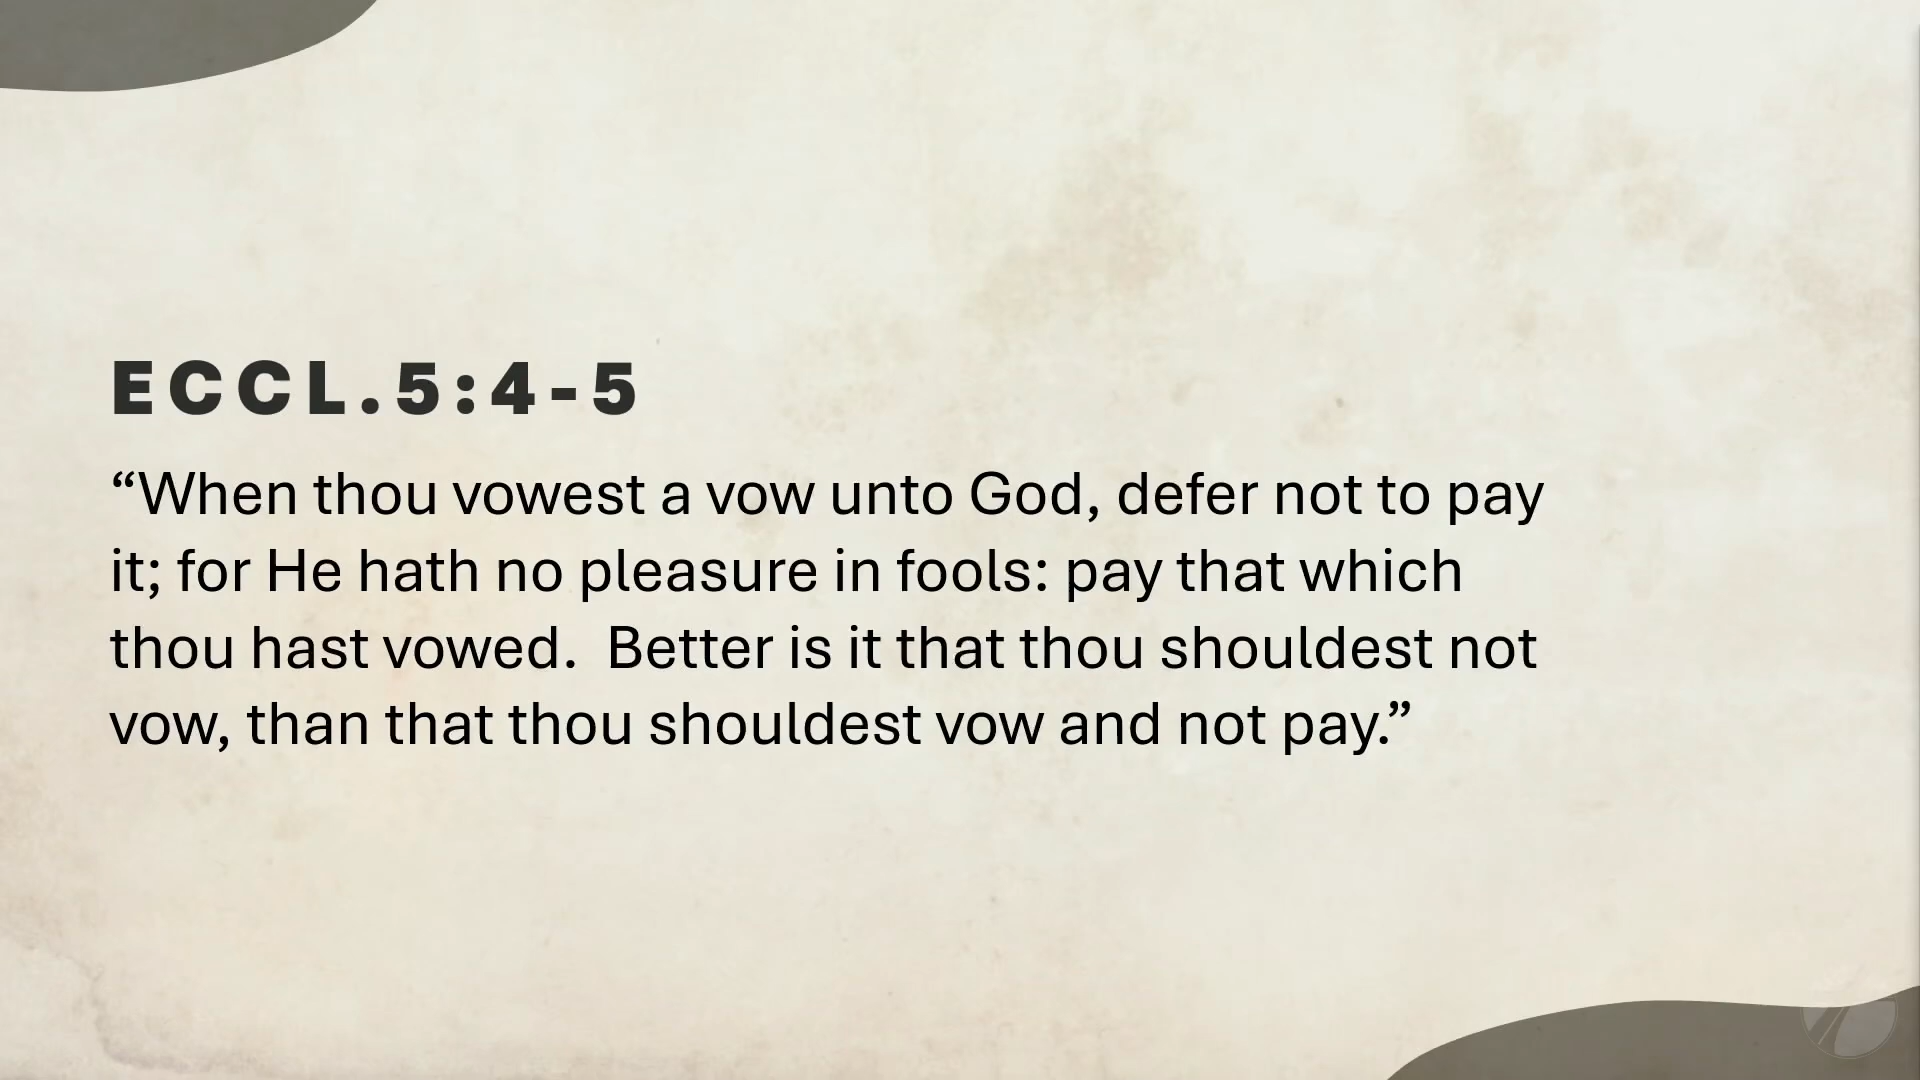 ECCL.5:4-5
“When thou vowest a vow unto God, defer not to pay
it; for He hath no pleasure in fools: pay that which
thou hast vowed.  Better is it that thou shouldest not
vow, than that thou shouldest vow and not pay.”